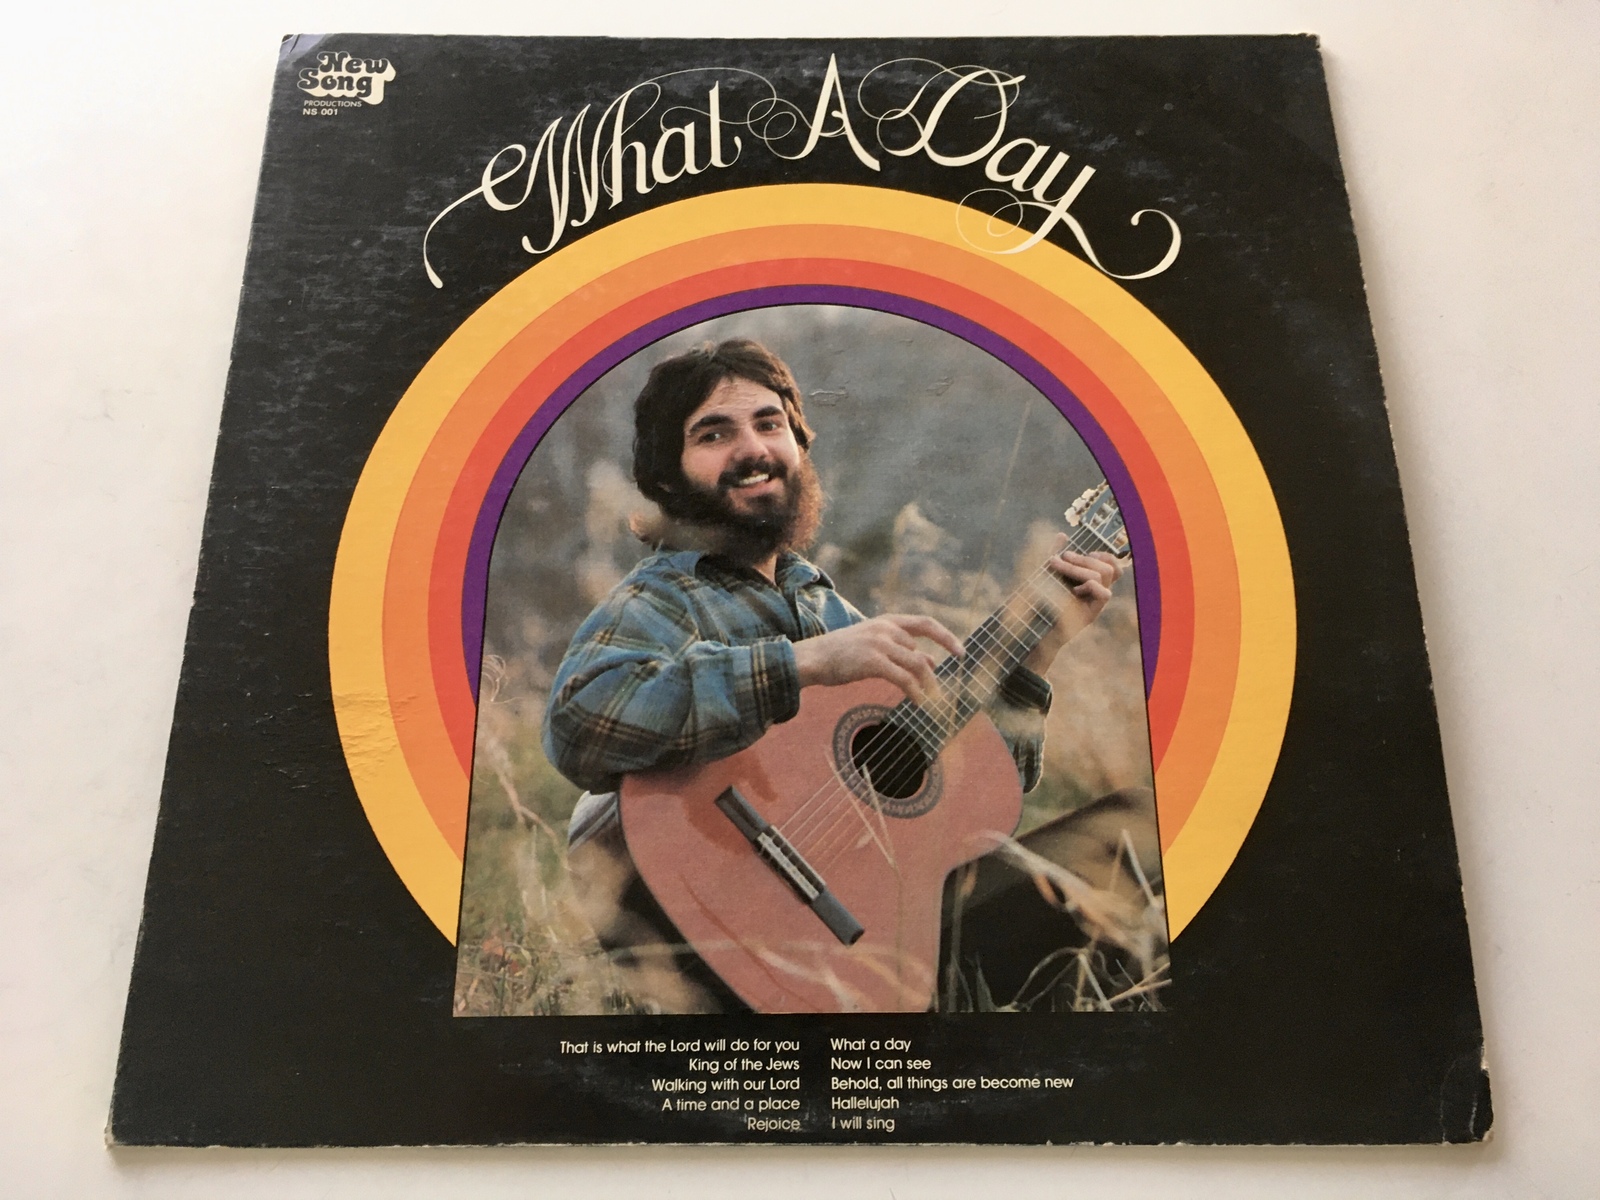 New
Song
PRODUCTIONS
NS 001
What A Day
That is what the Lord will do for you
King of the Jews
Walking with our Lord
A time and a place
Rejoice
What a day
Now I can see
Behold, all things are become new
Hallelujah
I will sing